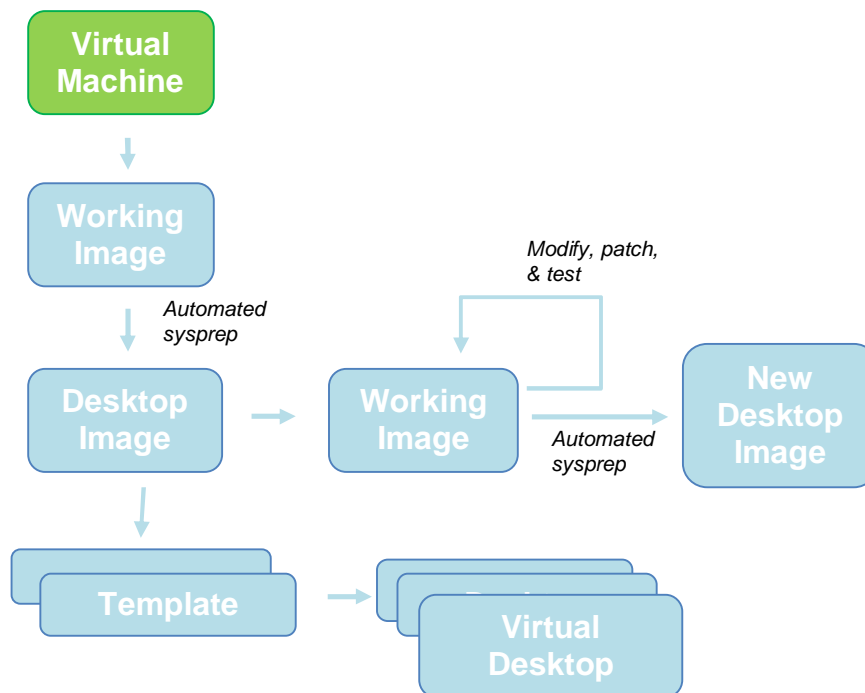 Virtual
Machine
Working
Image
Modify, patch,
& test
Automated
sysprep
Desktop
Image
Working
Image
New
Desktop
Image
Automated
sysprep
Template
Virtual
Desktop